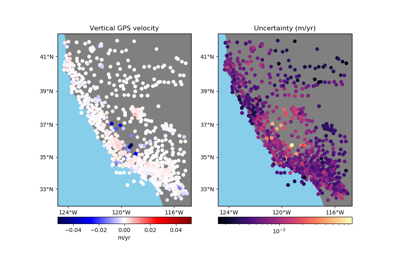 Vertical GPS velocity
Uncertainty (m/yr)
41°N
39°N
37°N
35°N
33°N
124°W
120°W
116°W
−0.04
−0.02
0.00
0.02
0.04
m/yr
41°N
39°N
37°N
35°N
33°N
124°W
120°W
116°W
10⁻³